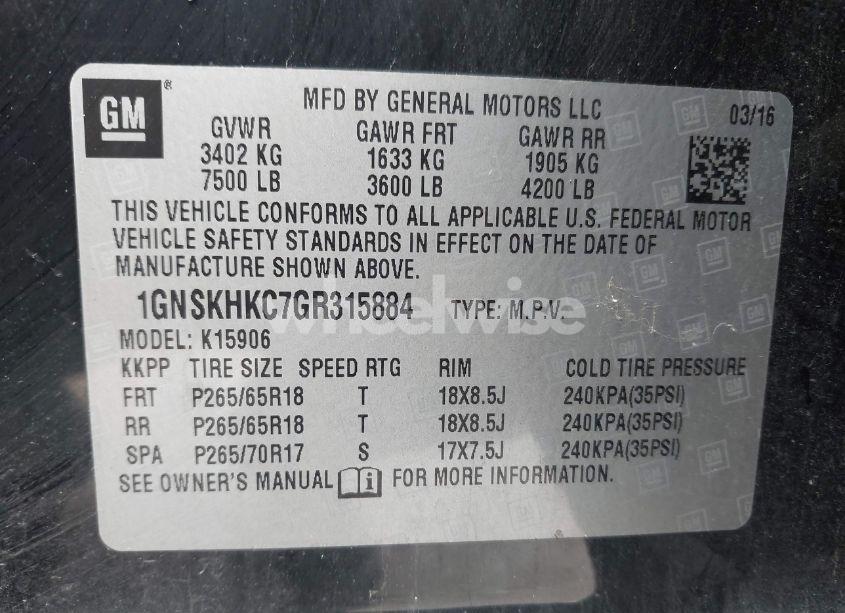 GM ®
MFD BY GENERAL MOTORS LLC 03/16
GVWR GAWR FRT GAWR RR
3402 KG 1633 KG 1905 KG
7500 LB 3600 LB 4200 LB
THIS VEHICLE CONFORMS TO ALL APPLICABLE U.S. FEDERAL MOTOR
VEHICLE SAFETY STANDARDS IN EFFECT ON THE DATE OF
MANUFACTURE SHOWN ABOVE.
1GNSKHKC7GR315884 TYPE: M.P.V.
wheelwise
MODEL: K15906
KKPP TIRE SIZE SPEED RTG RIM COLD TIRE PRESSURE
FRT P265/65R18 T 18X8.5J 240KPA(35PSI)
RR P265/65R18 T 18X8.5J 240KPA(35PSI)
SPA P265/70R17 S 17X7.5J 240KPA(35PSI)
SEE OWNER'S MANUAL i FOR MORE INFORMATION.